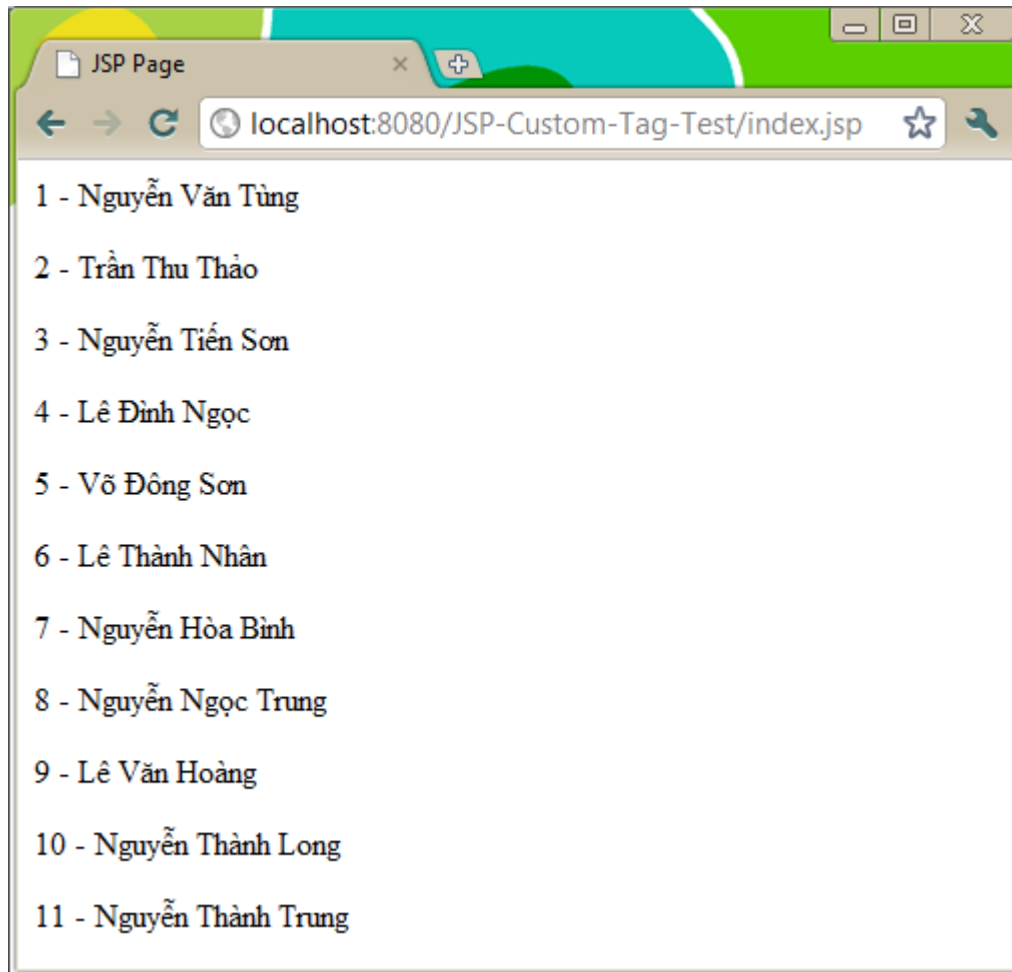 JSP Page
localhost:8080/JSP-Custom-Tag-Test/index.jsp
1 - Nguyễn Văn Tùng
2 - Trần Thu Thảo
3 - Nguyễn Tiến Sơn
4 - Lê Đình Ngọc
5 - Võ Đông Sơn
6 - Lê Thành Nhân
7 - Nguyễn Hòa Bình
8 - Nguyễn Ngọc Trung
9 - Lê Văn Hoàng
10 - Nguyễn Thành Long
11 - Nguyễn Thành Trung